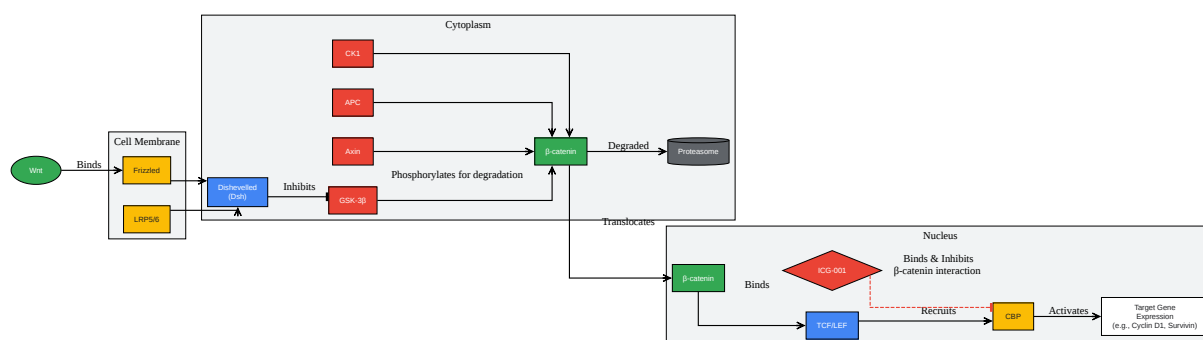 Cytoplasm
CK1
APC
Cell Membrane
Axin
β-catenin
Degraded
Proteasome
Wnt
Binds
Frizzled
Phosphorylates for degradation
Dishevelled
(Dsh)
Inhibits
GSK-3β
LRP5/6
Translocates
Nucleus
ICG-001
Binds & Inhibits
β-catenin interaction
β-catenin
Binds
TCF/LEF
Recruits
CBP
Activates
Target Gene
Expression
(e.g., Cyclin D1, Survivin)